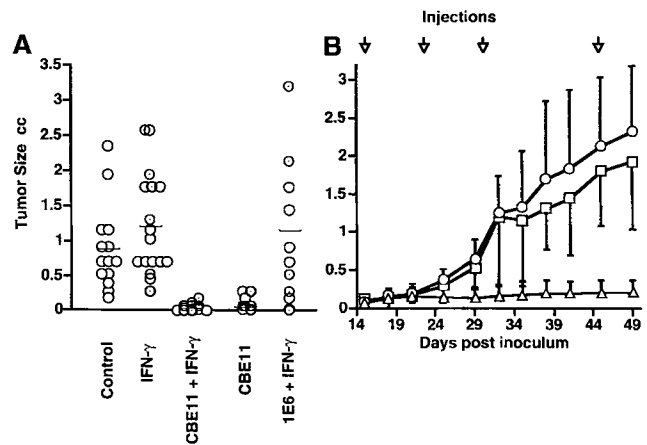 Injections
A
B
Tumor Size cc
3.5
3
2.5
2
1.5
1
0.5
0
Control
IFN-γ
CBE11 + IFN-γ
CBE11
1E6 + IFN-γ
3
2.5
2
1.5
1
0.5
0
14 19 24 29 34 39 44 49
Days post inoculum